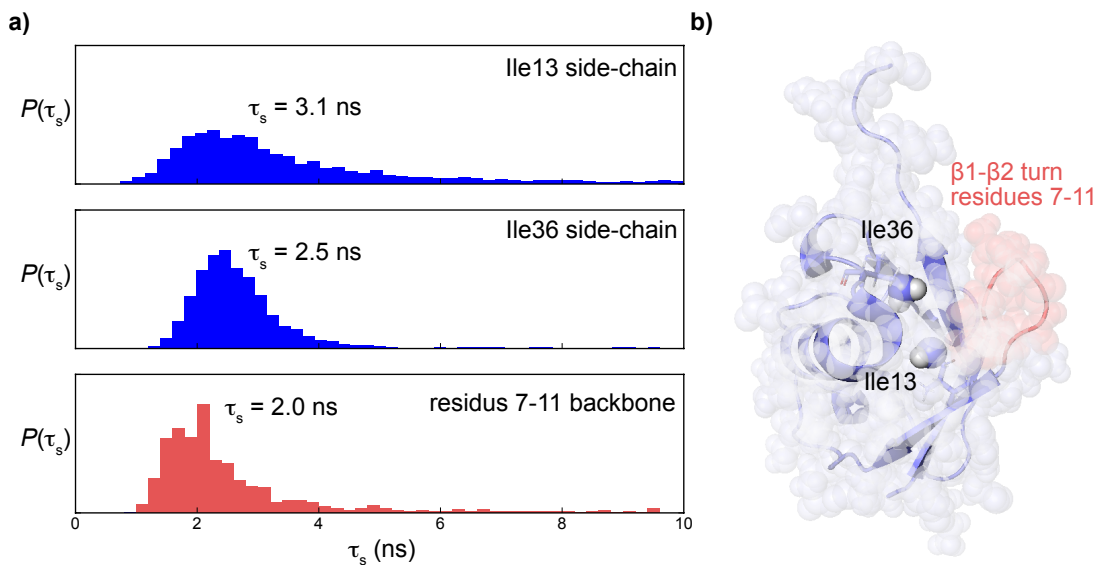 a)
Ile13 side-chain
P(τs)
τs = 3.1 ns
Ile36 side-chain
P(τs)
τs = 2.5 ns
residus 7-11 backbone
P(τs)
τs = 2.0 ns
0 2 4 6 8 10
τs (ns)
b)
β1-β2 turn
residues 7-11
Ile36
Ile13